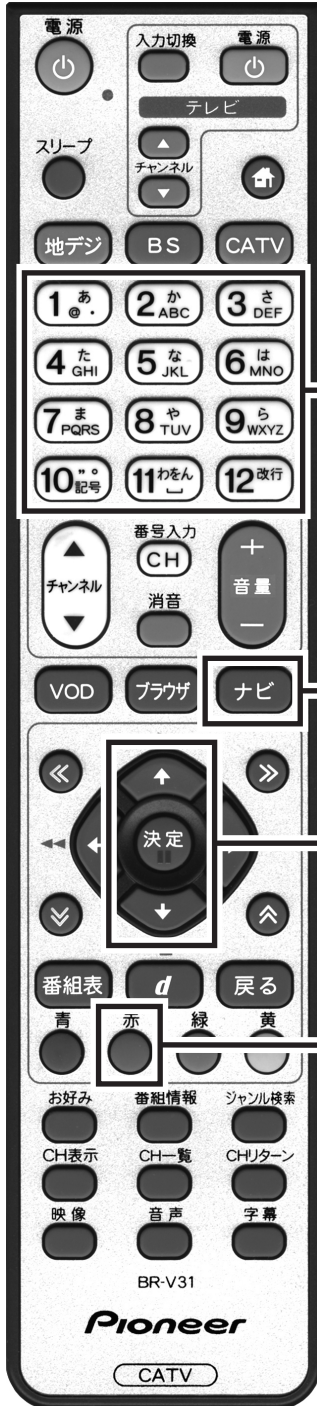 電源
入力切換 電源
テレビ
スリープ
チャンネル
地デジ BS CATV
1 あ @. 2 か ABC 3 さ DEF
4 た GHI 5 な JKL 6 は MNO
7 ま PQRS 8 や TUV 9 ら WXYZ
10 ゛゜ 記号 11 わをん 12 改行
番号入力
チャンネル CH + 音量 −
消音
VOD ブラウザ ナビ
決定
番組表 d 戻る
青 赤 緑 黄
お好み 番組情報 ジャンル検索
CH表示 CH一覧 CHリターン
映像 音声 字幕
BR-V31
Pioneer
CATV